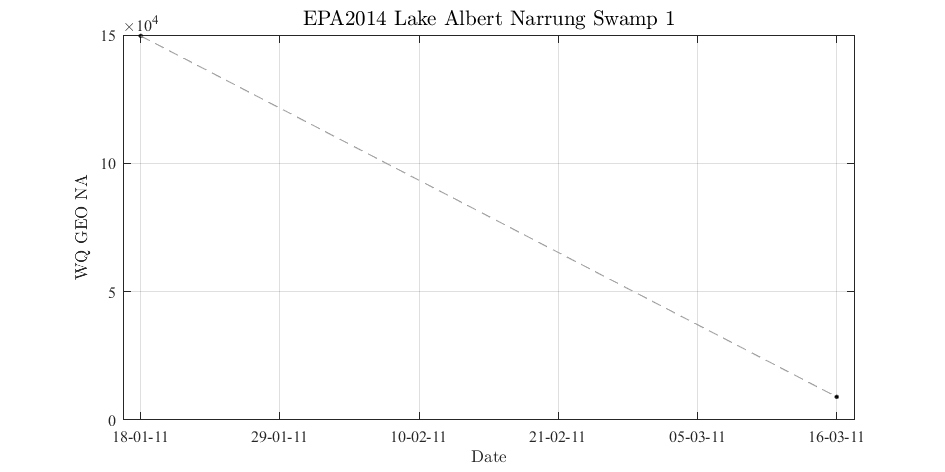 EPA2014 Lake Albert Narrung Swamp 1
×10⁴
15
10
5
0
WQ GEO NA
18-01-11 29-01-11 10-02-11 21-02-11 05-03-11 16-03-11
Date